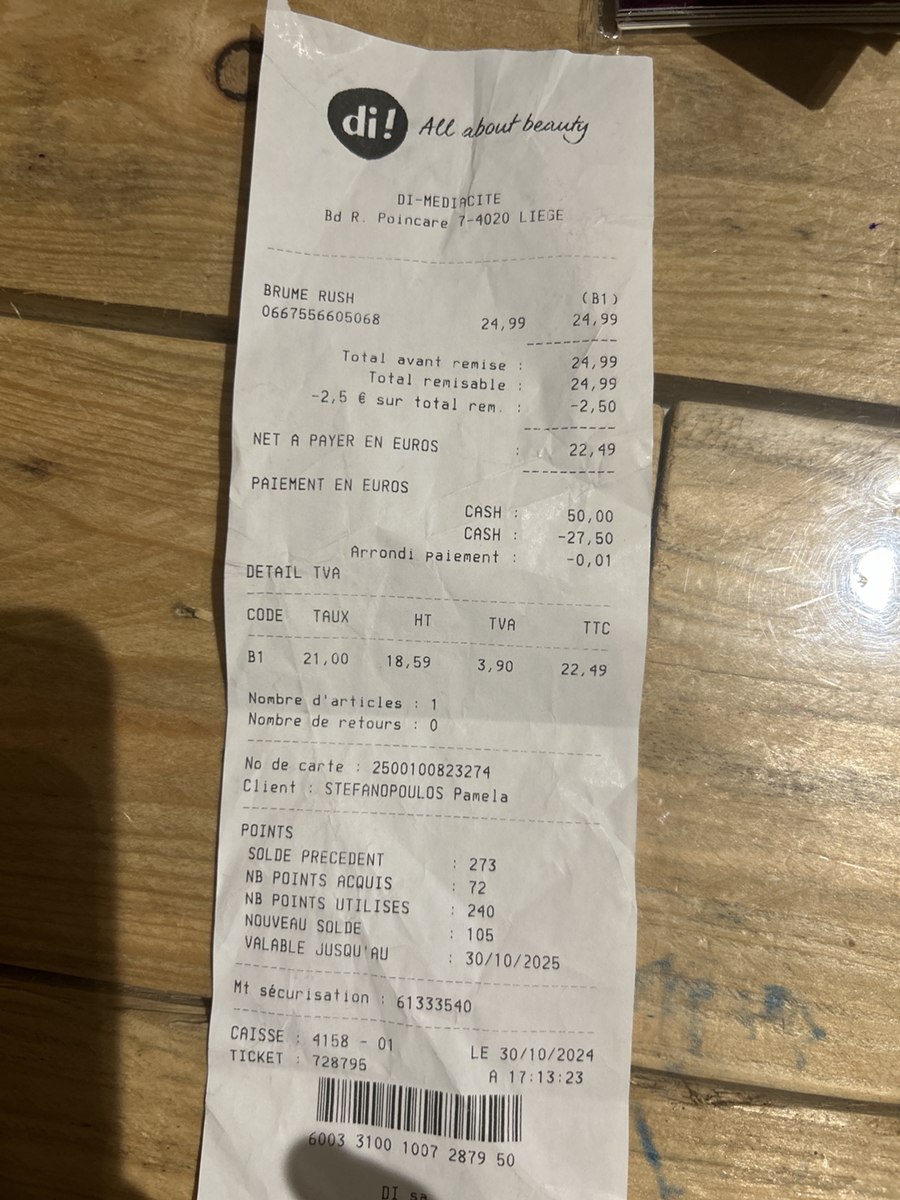 di! All about beauty
DI-MEDIACITE
Bd R. Poincare 7-4020 LIEGE
BRUME RUSH (B1)
0667556605068 24,99 24,99
Total avant remise : 24,99
Total remisable : 24,99
-2,5 € sur total rem. : -2,50
NET A PAYER EN EUROS : 22,49
PAIEMENT EN EUROS
CASH : 50,00
CASH : -27,50
Arrondi paiement : -0,01
DETAIL TVA
CODE TAUX HT TVA TTC
B1 21,00 18,59 3,90 22,49
Nombre d'articles : 1
Nombre de retours : 0
No de carte : 2500100823274
Client : STEFANOPOULOS Pamela
POINTS
SOLDE PRECEDENT : 273
NB POINTS ACQUIS : 72
NB POINTS UTILISES : 240
NOUVEAU SOLDE : 105
VALABLE JUSQU'AU : 30/10/2025
Mt sécurisation : 61333540
CAISSE : 4158 - 01 LE 30/10/2024
TICKET : 728795 A 17:13:23
6003 3100 1007 2879 50
DI sa